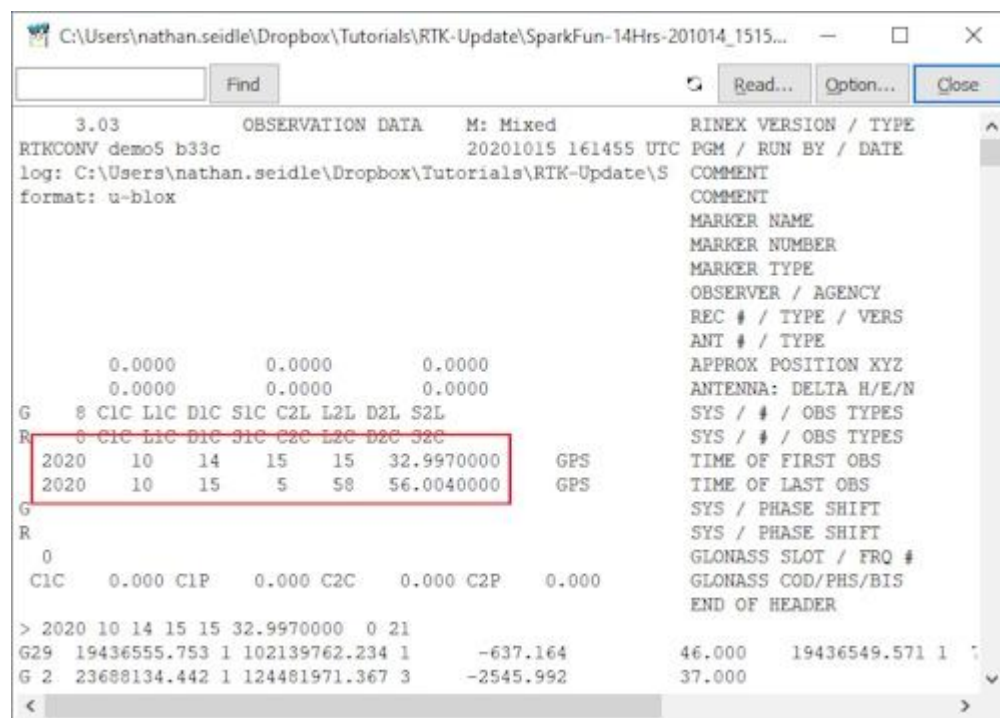 C:\Users\nathan.seidle\Dropbox\Tutorials\RTK-Update\SparkFun-14Hrs-201014_1515...
Find Read... Option... Close
3.03 OBSERVATION DATA M: Mixed RINEX VERSION / TYPE
RTKCONV demo5 b33c 20201015 161455 UTC PGM / RUN BY / DATE
log: C:\Users\nathan.seidle\Dropbox\Tutorials\RTK-Update\S COMMENT
format: u-blox COMMENT
MARKER NAME
MARKER NUMBER
MARKER TYPE
OBSERVER / AGENCY
REC # / TYPE / VERS
ANT # / TYPE
0.0000 0.0000 0.0000 APPROX POSITION XYZ
0.0000 0.0000 0.0000 ANTENNA: DELTA H/E/N
G 8 C1C L1C D1C S1C C2L L2L D2L S2L SYS / # / OBS TYPES
R 8 C1C L1C D1C S1C C2C L2C D2C S2C SYS / # / OBS TYPES
2020 10 14 15 15 32.9970000 GPS TIME OF FIRST OBS
2020 10 15 5 58 56.0040000 GPS TIME OF LAST OBS
G SYS / PHASE SHIFT
R SYS / PHASE SHIFT
0 GLONASS SLOT / FRQ #
C1C 0.000 C1P 0.000 C2C 0.000 C2P 0.000 GLONASS COD/PHS/BIS
END OF HEADER
> 2020 10 14 15 15 32.9970000 0 21
G29 19436555.753 1 102139762.234 1 -637.164 46.000 19436549.571 1
G 2 23688134.442 1 124481971.367 3 -2545.992 37.000